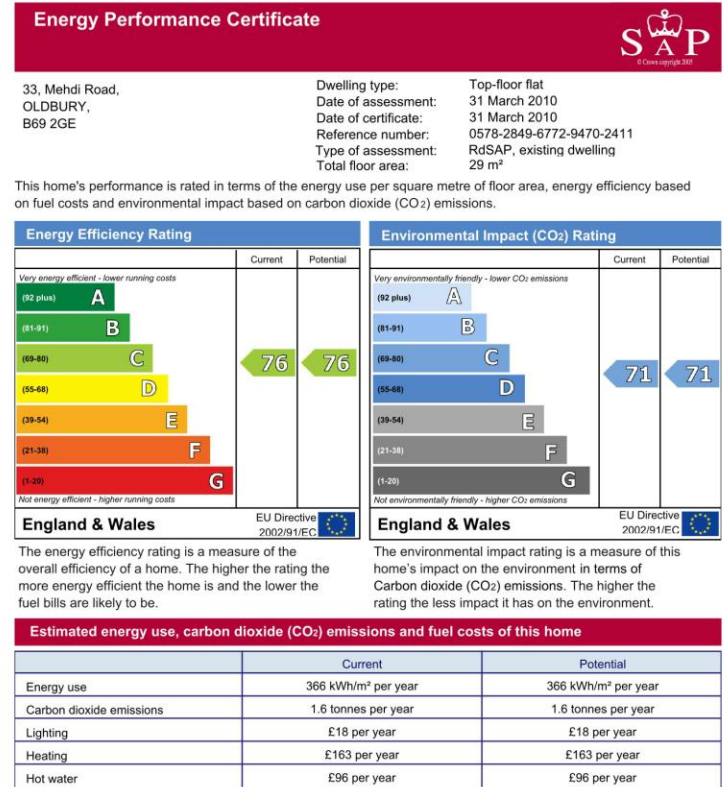 Energy Performance Certificate
SAP
© Crown copyright 2005
33, Mehdi Road,
OLDBURY,
B69 2GE
Dwelling type: Top-floor flat
Date of assessment: 31 March 2010
Date of certificate: 31 March 2010
Reference number: 0578-2849-6772-9470-2411
Type of assessment: RdSAP, existing dwelling
Total floor area: 29 m²
This home's performance is rated in terms of the energy use per square metre of floor area, energy efficiency based
on fuel costs and environmental impact based on carbon dioxide (CO2) emissions.
Energy Efficiency Rating
Current Potential
Very energy efficient - lower running costs
(92 plus) A
(81-91) B
(69-80) C 76 76
(55-68) D
(39-54) E
(21-38) F
(1-20) G
Not energy efficient - higher running costs
England & Wales EU Directive
2002/91/EC
The energy efficiency rating is a measure of the
overall efficiency of a home. The higher the rating the
more energy efficient the home is and the lower the
fuel bills are likely to be.
Environmental Impact (CO2) Rating
Current Potential
Very environmentally friendly - lower CO2 emissions
(92 plus) A
(81-91) B
(69-80) C 71 71
(55-68) D
(39-54) E
(21-38) F
(1-20) G
Not environmentally friendly - higher CO2 emissions
England & Wales EU Directive
2002/91/EC
The environmental impact rating is a measure of this
home's impact on the environment in terms of
Carbon dioxide (CO2) emissions. The higher the
rating the less impact it has on the environment.
Estimated energy use, carbon dioxide (CO2) emissions and fuel costs of this home
Current Potential
Energy use 366 kWh/m² per year 366 kWh/m² per year
Carbon dioxide emissions 1.6 tonnes per year 1.6 tonnes per year
Lighting £18 per year £18 per year
Heating £163 per year £163 per year
Hot water £96 per year £96 per year